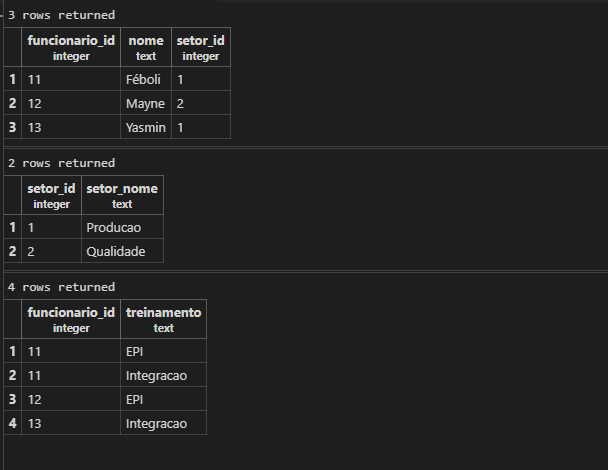 3 rows returned
funcionario_id nome setor_id
integer text integer
1 11 Féboli 1
2 12 Mayne 2
3 13 Yasmin 1
2 rows returned
setor_id setor_nome
integer text
1 1 Producao
2 2 Qualidade
4 rows returned
funcionario_id treinamento
integer text
1 11 EPI
2 11 Integracao
3 12 EPI
4 13 Integracao